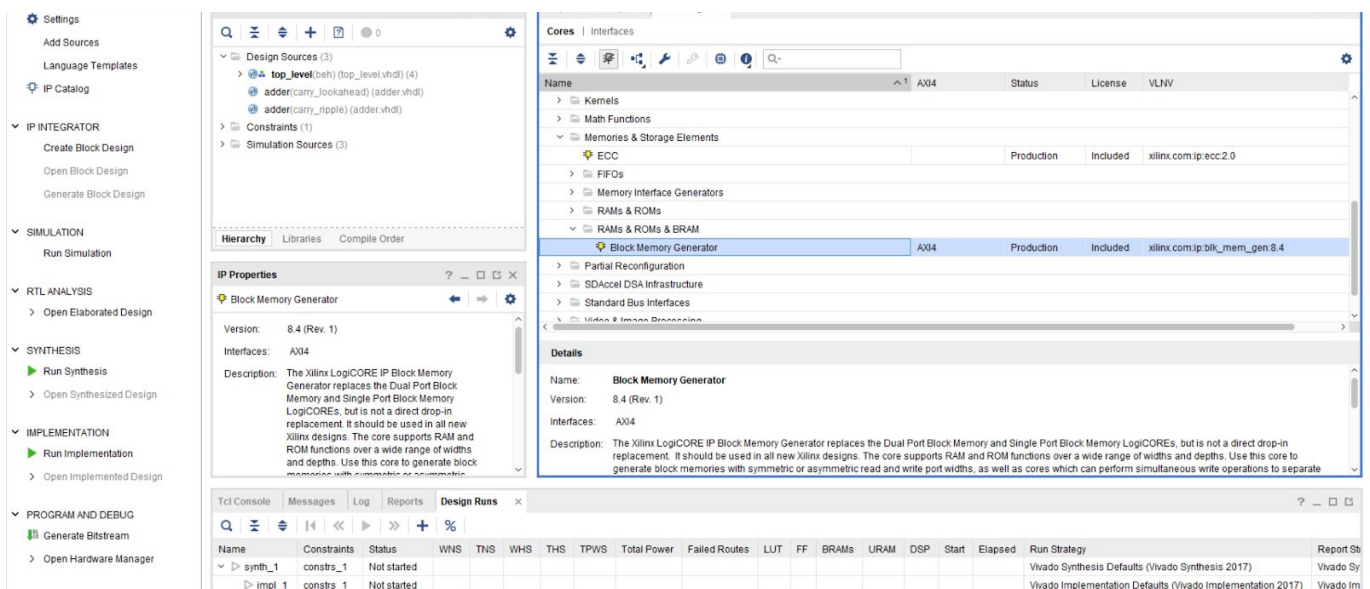 Settings
Add Sources
Language Templates
IP Catalog
IP INTEGRATOR
Create Block Design
Open Block Design
Generate Block Design
SIMULATION
Run Simulation
RTL ANALYSIS
Open Elaborated Design
SYNTHESIS
Run Synthesis
Open Synthesized Design
IMPLEMENTATION
Run Implementation
Open Implemented Design
PROGRAM AND DEBUG
Generate Bitstream
Open Hardware Manager
0
Design Sources (3)
top_level(beh) (top_level.vhdl) (4)
adder(carry_lookahead) (adder.vhdl)
adder(carry_ripple) (adder.vhdl)
Constraints (1)
Simulation Sources (3)
Hierarchy Libraries Compile Order
IP Properties
Block Memory Generator
Version: 8.4 (Rev. 1)
Interfaces: AXI4
Description: The Xilinx LogiCORE IP Block Memory
Generator replaces the Dual Port Block
Memory and Single Port Block Memory
LogiCOREs, but is not a direct drop-in
replacement. It should be used in all new
Xilinx designs. The core supports RAM and
ROM functions over a wide range of widths
and depths. Use this core to generate block
memories with symmetric or asymmetric
Cores | Interfaces
Name 1 AXI4 Status License VLNV
Kernels
Math Functions
Memories & Storage Elements
ECC Production Included xilinx.com:ip:ecc:2.0
FIFOs
Memory Interface Generators
RAMs & ROMs
RAMs & ROMs & BRAM
Block Memory Generator AXI4 Production Included xilinx.com:ip:blk_mem_gen:8.4
Partial Reconfiguration
SDAccel DSA Infrastructure
Standard Bus Interfaces
Video & Image Processing
Details
Name: Block Memory Generator
Version: 8.4 (Rev. 1)
Interfaces: AXI4
Description: The Xilinx LogiCORE IP Block Memory Generator replaces the Dual Port Block Memory and Single Port Block Memory LogiCOREs, but is not a direct drop-in
replacement. It should be used in all new Xilinx designs. The core supports RAM and ROM functions over a wide range of widths and depths. Use this core to
generate block memories with symmetric or asymmetric read and write port widths, as well as cores which can perform simultaneous write operations to separate
Tcl Console Messages Log Reports Design Runs
Name Constraints Status WNS TNS WHS THS TPWS Total Power Failed Routes LUT FF BRAMs URAM DSP Start Elapsed Run Strategy Report Str
synth_1 constrs_1 Not started Vivado Synthesis Defaults (Vivado Synthesis 2017) Vivado Sy
impl_1 constrs_1 Not started Vivado Implementation Defaults (Vivado Implementation 2017) Vivado Im